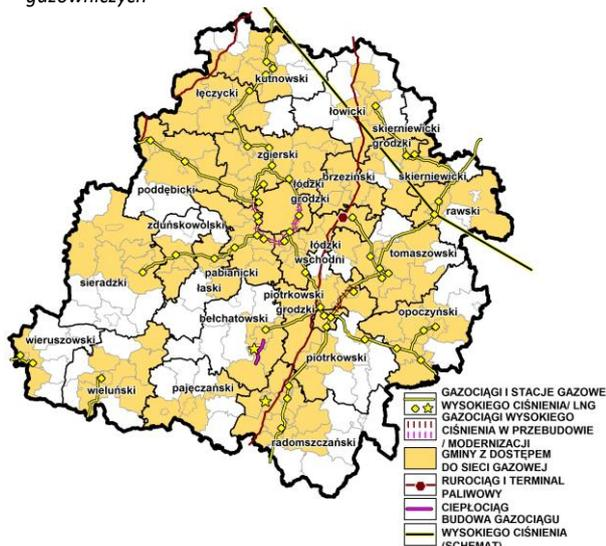 gazowniczych
kutnowski
łęczycki
łowicki
skierniewicki
grodzki
zgierski
brzeziński
skierniewicki
łódzki
grodzki
poddębicki
rawski
zduńskowolski
łódzki
wschodni
tomaszowski
pabianicki
sieradzki
łaski
piotrkowski
grodzki
bełchatowski
opoczyński
wieruszowski
piotrkowski
wieluński
pajęczański
radomszczański
GAZOCIĄGI I STACJE GAZOWE
WYSOKIEGO CIŚNIENIA/ LNG
GAZOCIĄGI WYSOKIEGO
CIŚNIENIA W PRZEBUDOWIE
/ MODERNIZACJI
GMINY Z DOSTĘPEM
DO SIECI GAZOWEJ
RUROCIĄG I TERMINAL
PALIWOWY
CIEPŁOCIĄG
BUDOWA GAZOCIĄGU
WYSOKIEGO CIŚNIENIA
(SCHEMAT)